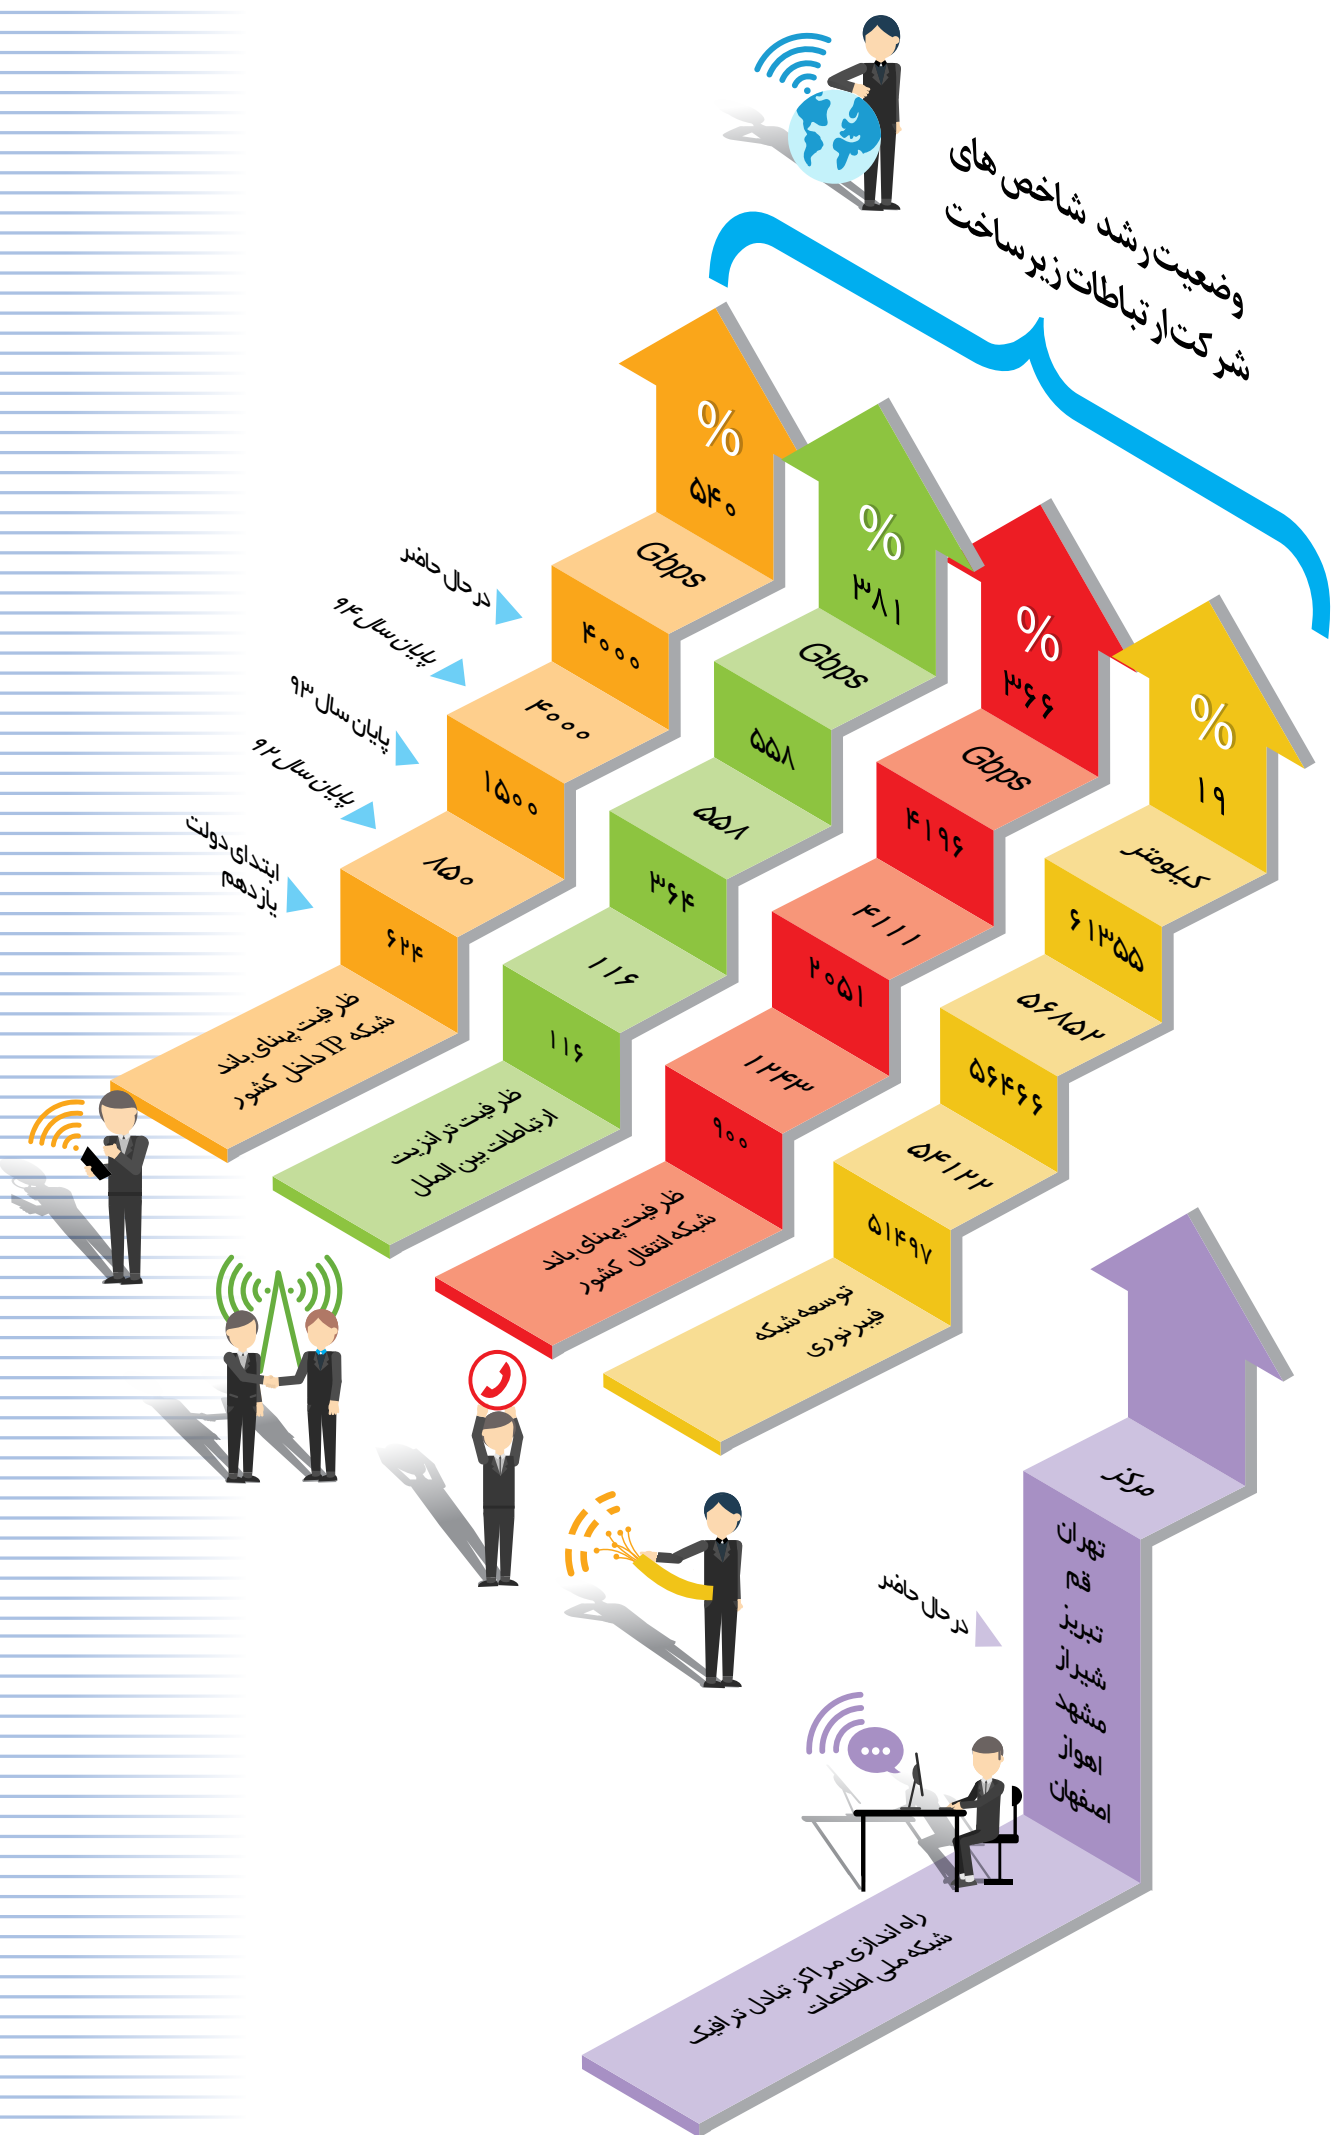 وضعیت رشد شاخص های
شرکت ارتباطات زیرساخت
%
۵۴۰
Gbps
۴۰۰۰
۴۰۰۰
۱۵۰۰
۸۵۰
۶۲۴
ظرفیت پهنای باند
شبکه IP داخل کشور
در حال حاضر
پایان سال ۹۴
پایان سال ۹۳
پایان سال ۹۲
ابتدای دولت
یازدهم
%
۳۸۱
Gbps
۵۵۸
۵۵۸
۳۶۴
۱۱۶
۱۱۶
ظرفیت ترانزیت
ارتباطات بین الملل
%
۳۶۶
Gbps
۴۱۹۶
۴۱۱۱
۲۰۵۱
۱۲۴۳
۹۰۰
ظرفیت پهنای باند
شبکه انتقال کشور
%
۱۹
کیلومتر
۶۱۳۵۵
۵۶۸۵۲
۵۶۴۶۶
۵۴۱۲۲
۵۱۴۹۷
توسعه شبکه
فیبر نوری
مرکز
تهران
قم
تبریز
شیراز
مشهد
اهواز
اصفهان
در حال حاضر
راه اندازی مراکز تبادل ترافیک
شبکه ملی اطلاعات